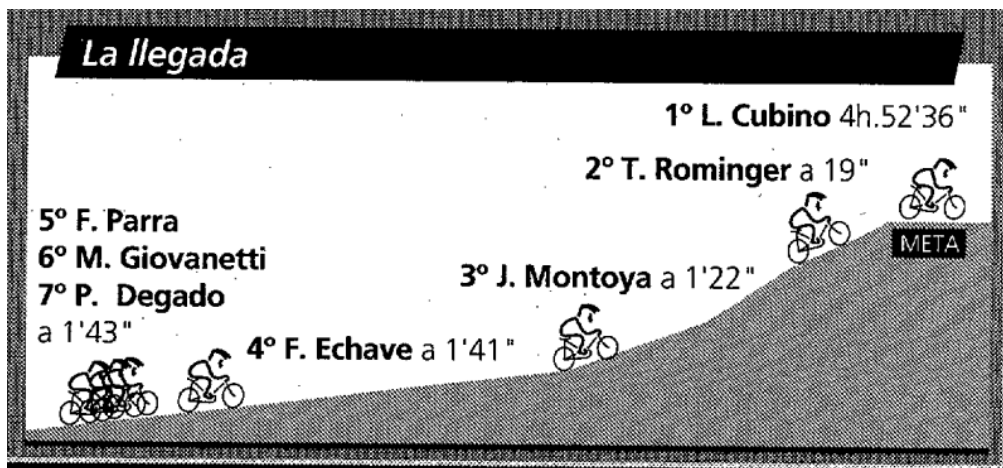 La llegada
1º L. Cubino 4h.52'36"
2º T. Rominger a 19"
META
3º J. Montoya a 1'22"
4º F. Echave a 1'41"
5º F. Parra
6º M. Giovanetti
7º P. Degado
a 1'43"